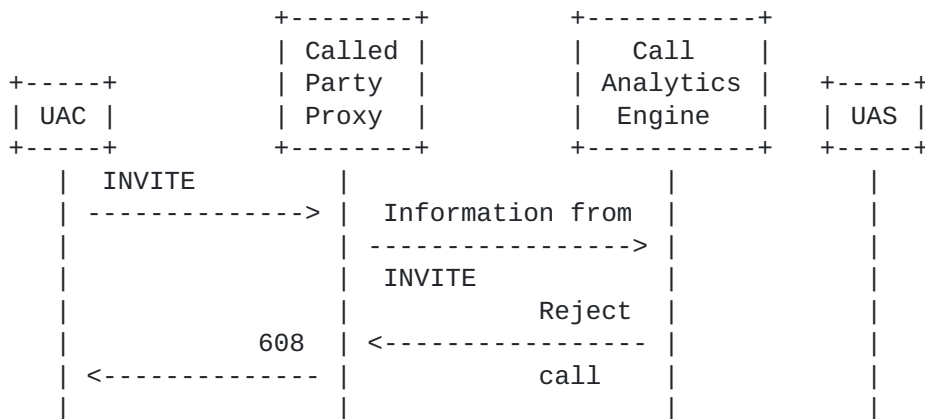 Called Call
Party Analytics
UAC Proxy Engine UAS
INVITE
Information from
INVITE
Reject
608
call